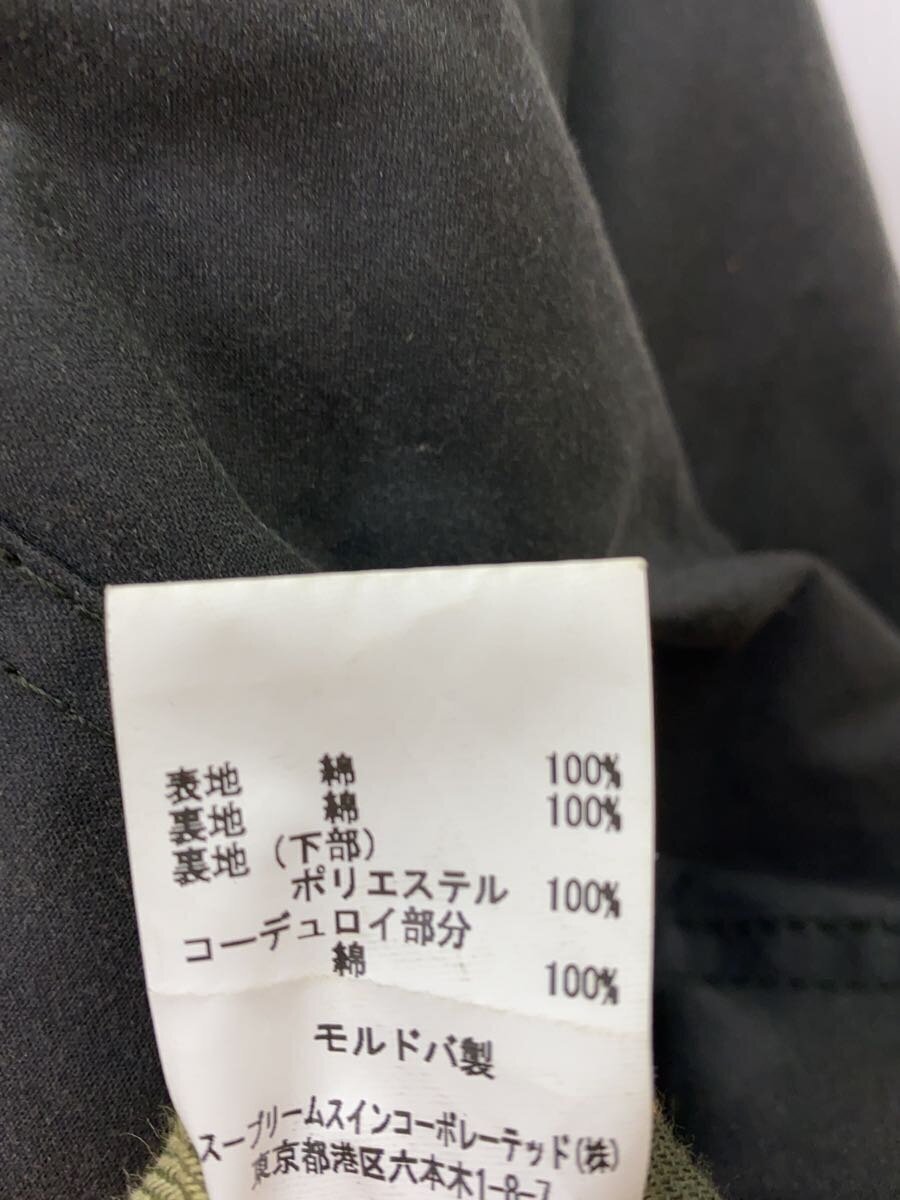 表地 綿 100%
裏地 綿 100%
裏地 (下部)
ポリエステル 100%
コーデュロイ部分
綿 100%
モルドバ製
スープリームスインコーポレーテッド(株)
東京都港区六本木1-8-7